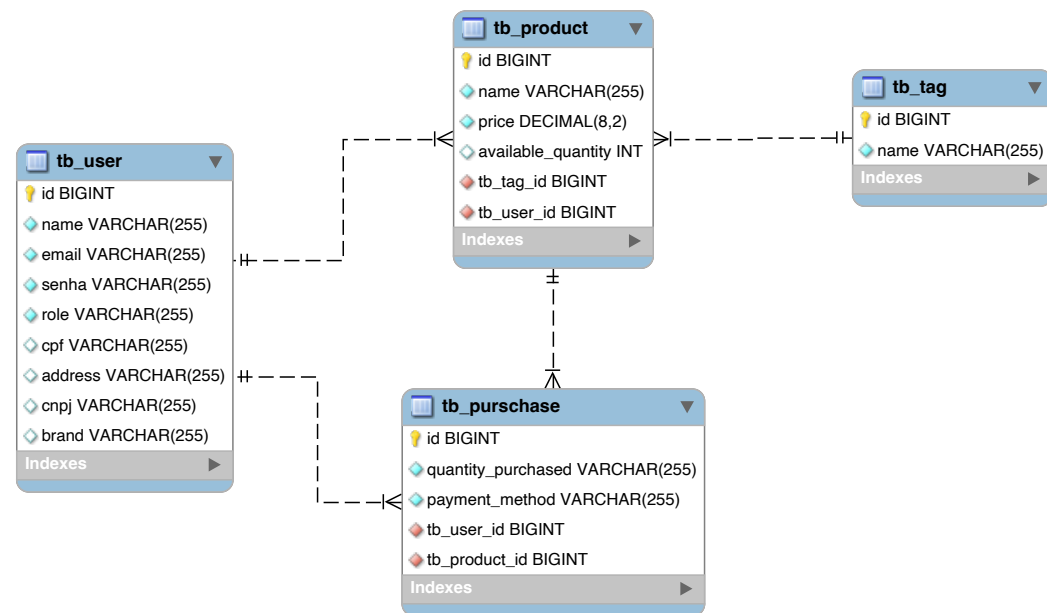 tb_product
id BIGINT
name VARCHAR(255)
price DECIMAL(8,2)
available_quantity INT
tb_tag_id BIGINT
tb_user_id BIGINT
Indexes
tb_tag
id BIGINT
name VARCHAR(255)
Indexes
tb_user
id BIGINT
name VARCHAR(255)
email VARCHAR(255)
senha VARCHAR(255)
role VARCHAR(255)
cpf VARCHAR(255)
address VARCHAR(255)
cnpj VARCHAR(255)
brand VARCHAR(255)
Indexes
tb_purschase
id BIGINT
quantity_purchased VARCHAR(255)
payment_method VARCHAR(255)
tb_user_id BIGINT
tb_product_id BIGINT
Indexes